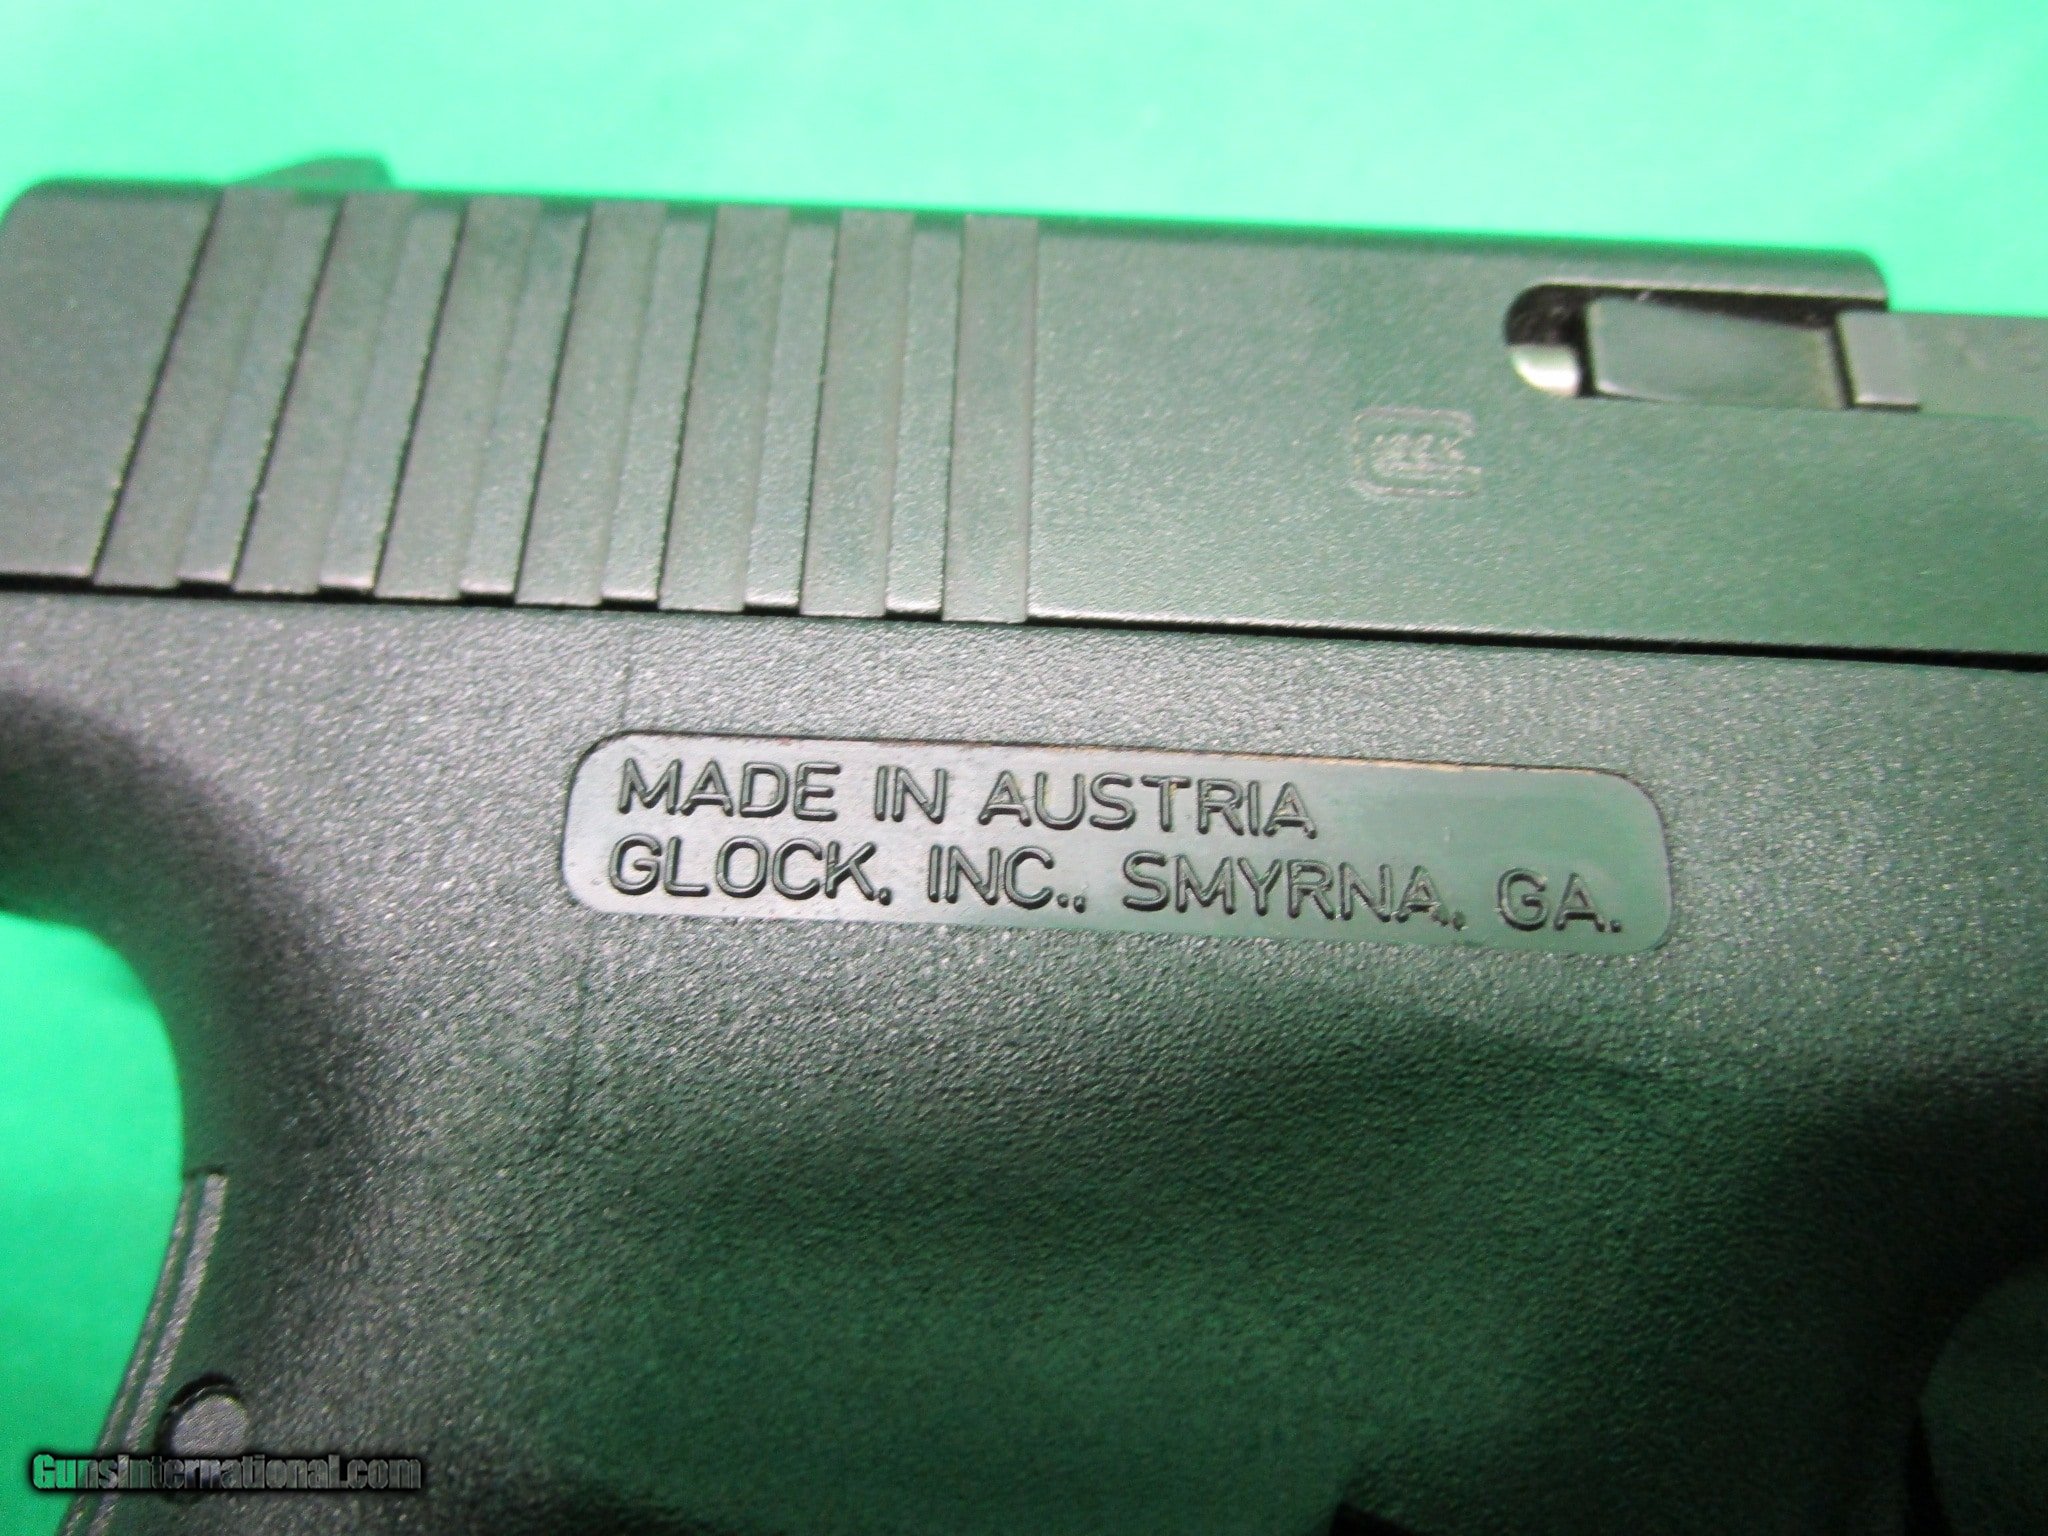 MADE IN AUSTRIA
GLOCK, INC., SMYRNA, GA.
GunsInternational.com